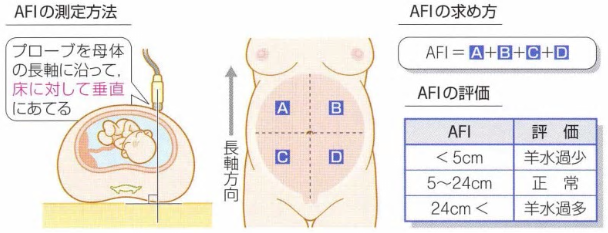 AFIの測定方法
プローブを母体
の長軸に沿って,
床に対して垂直
にあてる
長軸方向
A
B
C
D
AFIの求め方
AFI=A+B+C+D
AFIの評価
AFI 評価
<5cm 羊水過少
5〜24cm 正常
24cm< 羊水過多